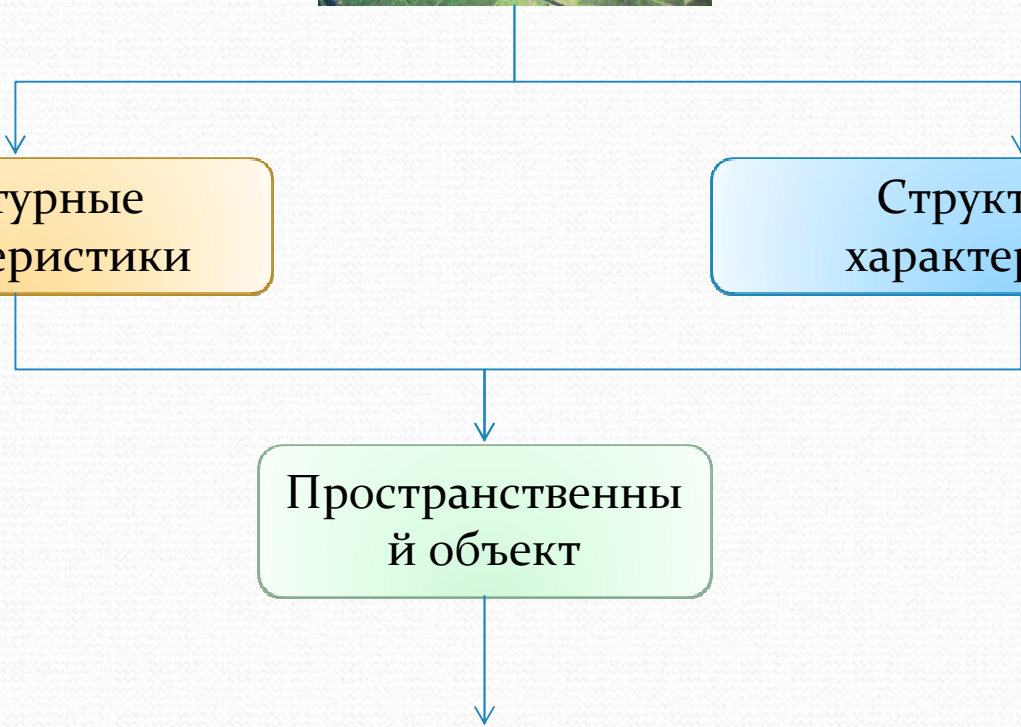 турные
еристики
Структ
характер
Пространственны
й объект